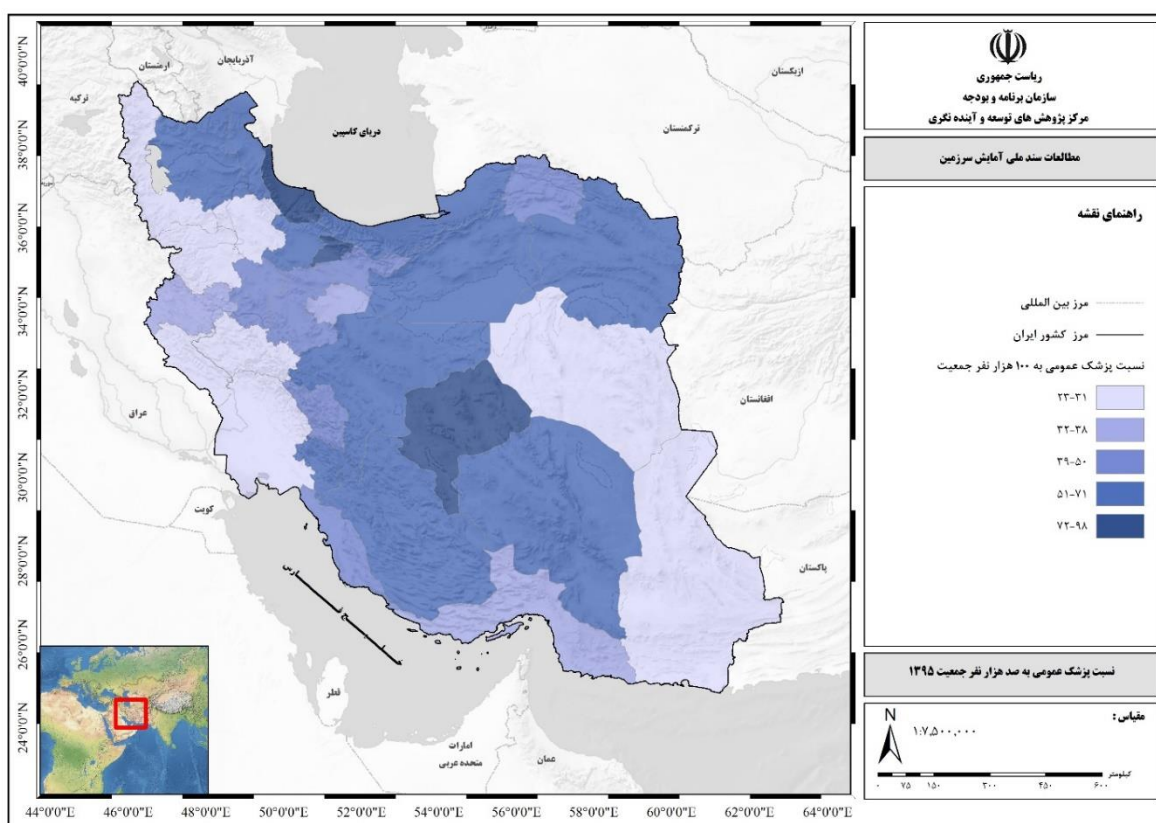 ریاست جمهوری
سازمان برنامه و بودجه
مرکز پژوهش های توسعه و آینده نگری
مطالعات سند ملی آمایش سرزمین
راهنمای نقشه
مرز بین المللی
مرز کشور ایران
نسبت پزشک عمومی به ۱۰۰ هزار نفر جمعیت
۲۳-۳۱
۳۲-۳۸
۳۹-۵۰
۵۱-۷۱
۷۲-۹۸
نسبت پزشک عمومی به صد هزار نفر جمعیت ۱۳۹۵
مقیاس :
N
۱:۷,۵۰۰,۰۰۰
کیلومتر
۰ ۷۵ ۱۵۰ ۳۰۰ ۴۵۰ ۶۰۰
آذربایجان
ارمنستان
ترکیه
دریای کاسپین
ازبکستان
ترکمنستان
عراق
افغانستان
کویت
پاکستان
قطر
امارات
متحده عربی
عمان
40°0'0"N
38°0'0"N
36°0'0"N
34°0'0"N
32°0'0"N
30°0'0"N
28°0'0"N
26°0'0"N
24°0'0"N
44°0'0"E 46°0'0"E 48°0'0"E 50°0'0"E 52°0'0"E 54°0'0"E 56°0'0"E 58°0'0"E 60°0'0"E 62°0'0"E 64°0'0"E